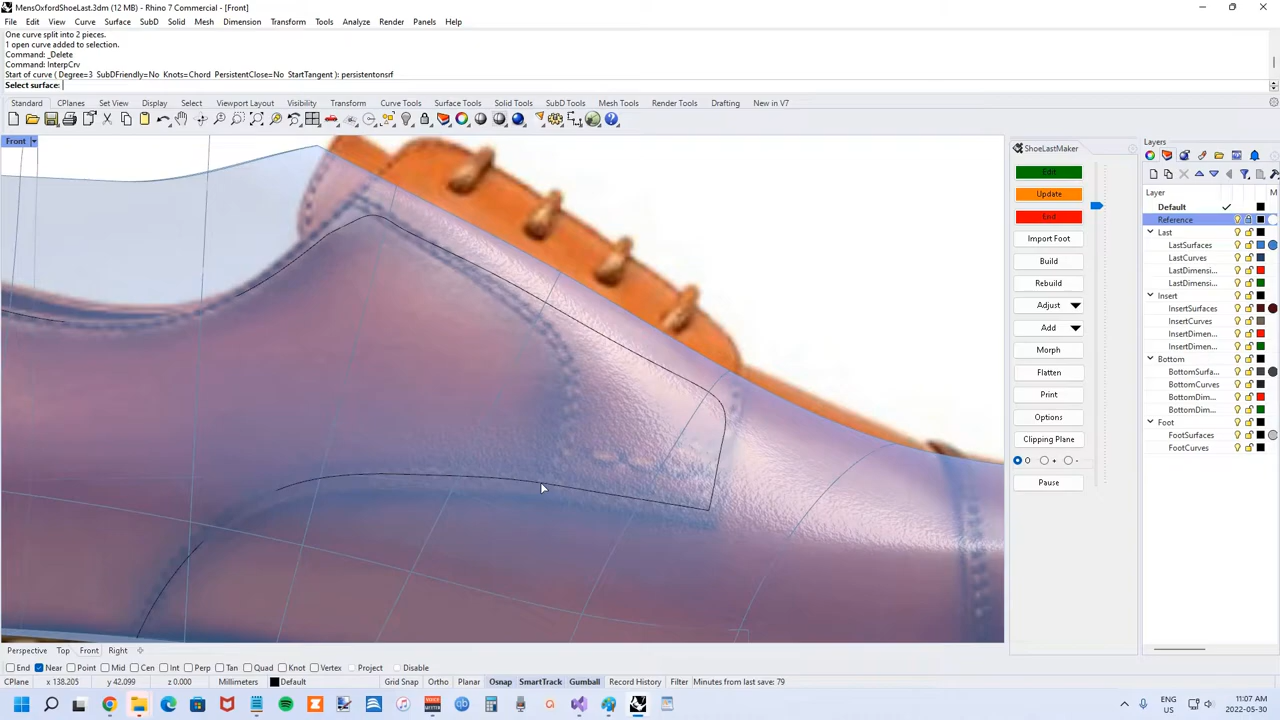 MensOxfordShoeLast.3dm (12 MB) - Rhino 7 Commercial - [Front]
File Edit View Curve Surface SubD Solid Mesh Dimension Transform Tools Analyze Render Panels Help
One curve split into 2 pieces.
1 open curve added to selection.
Command: _Delete
Command: InterpCrv
Start of curve ( Degree=3 SubDFriendly=No Knots=Chord PersistentClose=No StartTangent ): persistentonsrf
Select surface:
Standard CPlanes Set View Display Select Viewport Layout Visibility Transform Curve Tools Surface Tools Solid Tools SubD Tools Mesh Tools Render Tools Drafting New in V7
Front
ShoeLastMaker
Edit
Update
End
Import Foot
Build
Rebuild
Adjust
Add
Morph
Flatten
Print
Options
Clipping Plane
0 + -
Pause
Layers
Layer M
Default
Reference
Last
LastSurfaces
LastCurves
LastDimensi...
LastDimensi...
Insert
InsertSurfaces
InsertCurves
InsertDimen...
InsertDimen...
Bottom
BottomSurfa...
BottomCurves
BottomDim...
BottomDim...
Foot
FootSurfaces
FootCurves
Perspective Top Front Right
End Near Point Mid Cen Int Perp Tan Quad Knot Vertex Project Disable
CPlane x 138.205 y 42.099 z 0.000 Millimeters Default Grid Snap Ortho Planar Osnap SmartTrack Gumball Record History Filter Minutes from last save: 79
ENG
US
11:07 AM
2022-05-30